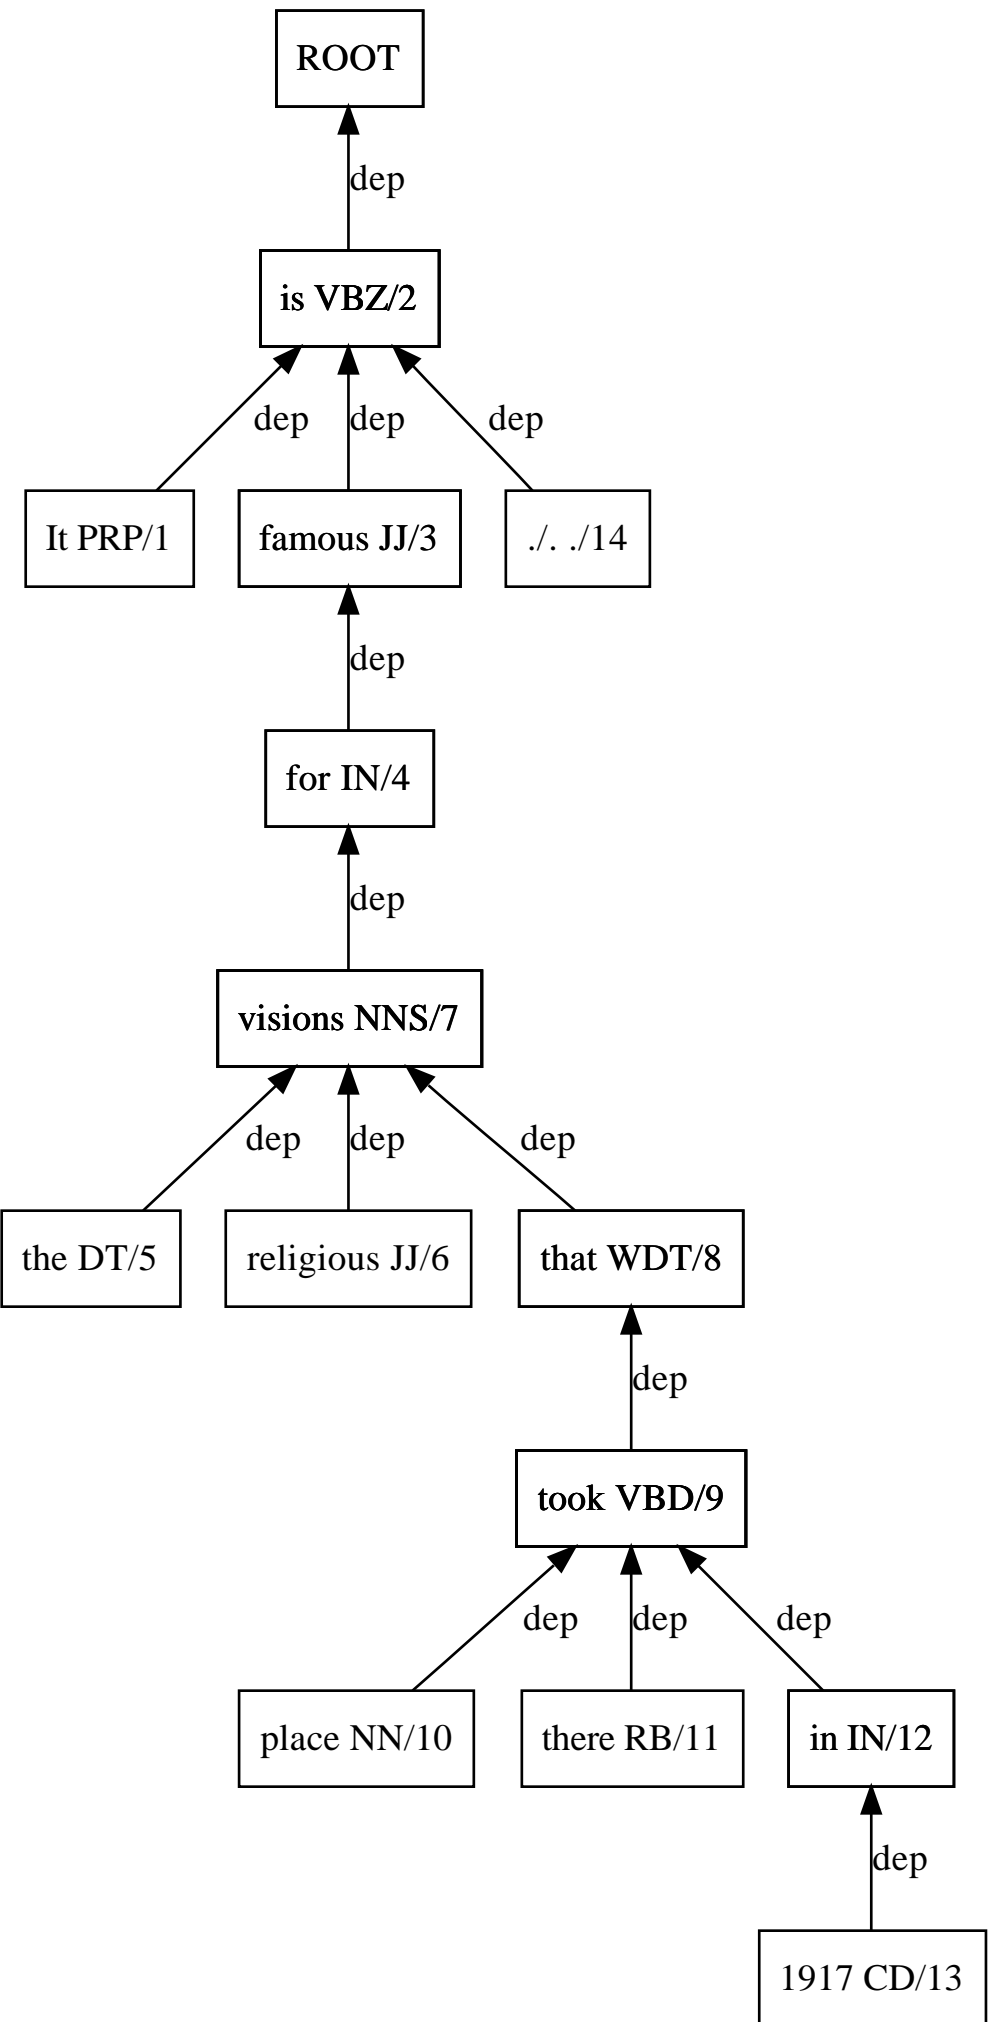 ROOT
dep
is VBZ/2
dep dep dep
It PRP/1 famous JJ/3 ./. ./14
dep
for IN/4
dep
visions NNS/7
dep dep dep
the DT/5 religious JJ/6 that WDT/8
dep
took VBD/9
dep dep dep
place NN/10 there RB/11 in IN/12
dep
1917 CD/13